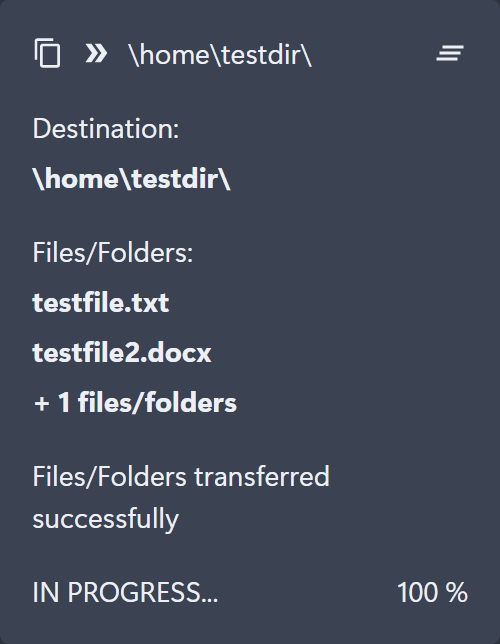 \home\testdir\
Destination:
\home\testdir\
Files/Folders:
testfile.txt
testfile2.docx
+ 1 files/folders
Files/Folders transferred
successfully
IN PROGRESS... 100 %